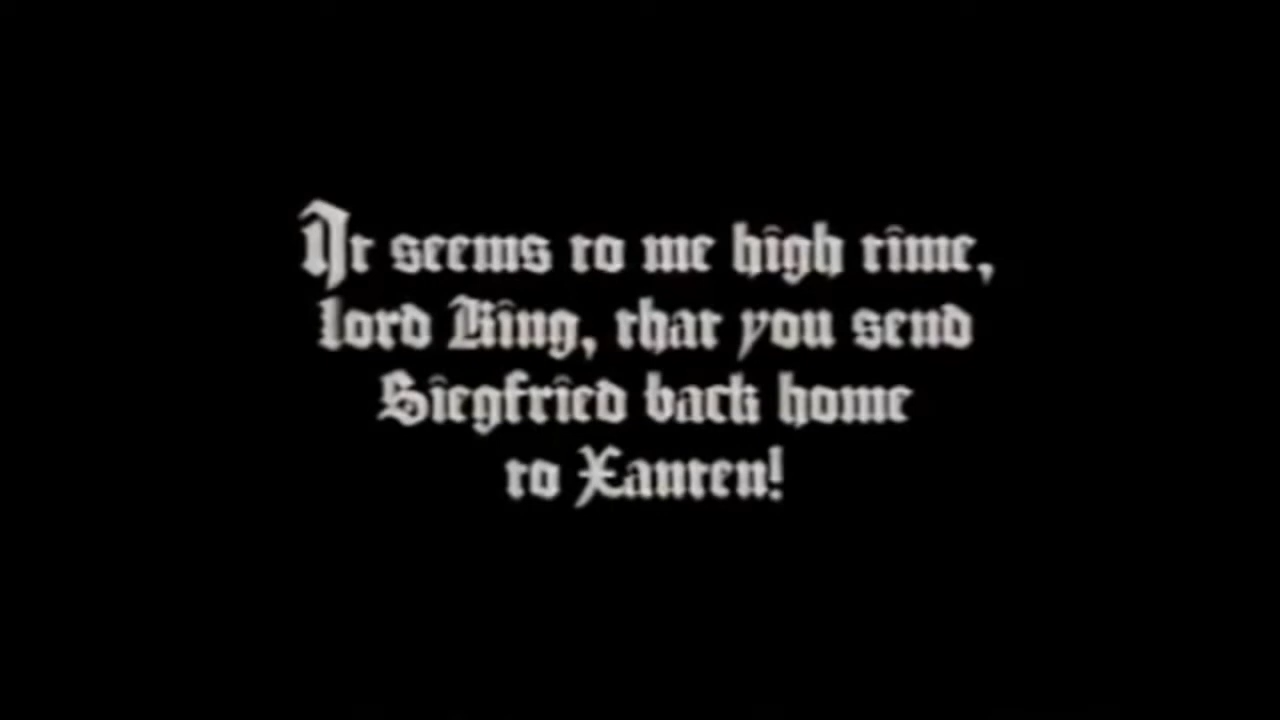 It seems to me high time,
lord King, that you send
Siegfried back home
to Xanten!